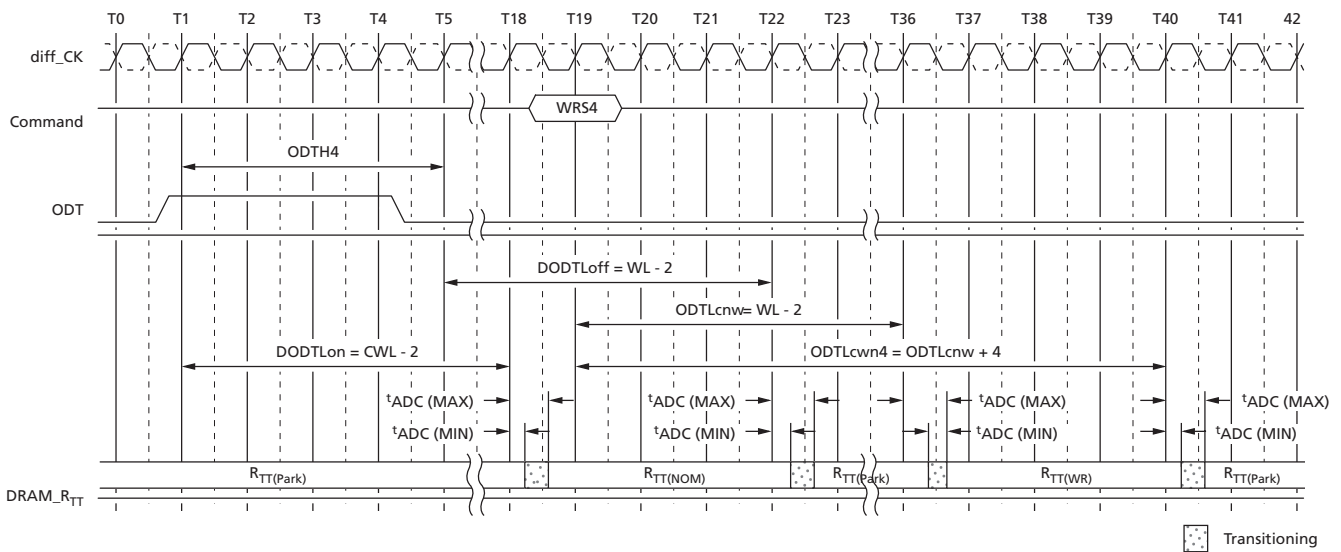 T0 T1 T2 T3 T4 T5 T18 T19 T20 T21 T22 T23 T36 T37 T38 T39 T40 T41 42
diff_CK
Command
WRS4
ODTH4
ODT
DODTLoff = WL - 2
ODTLcnw= WL - 2
DODTLon = CWL - 2
ODTLcwn4 = ODTLcnw + 4
tADC (MAX) tADC (MAX) tADC (MAX) tADC (MAX)
tADC (MIN) tADC (MIN) tADC (MIN) tADC (MIN)
RTT(Park) RTT(NOM) RTT(Park) RTT(WR) RTT(Park)
DRAM_RTT
Transitioning